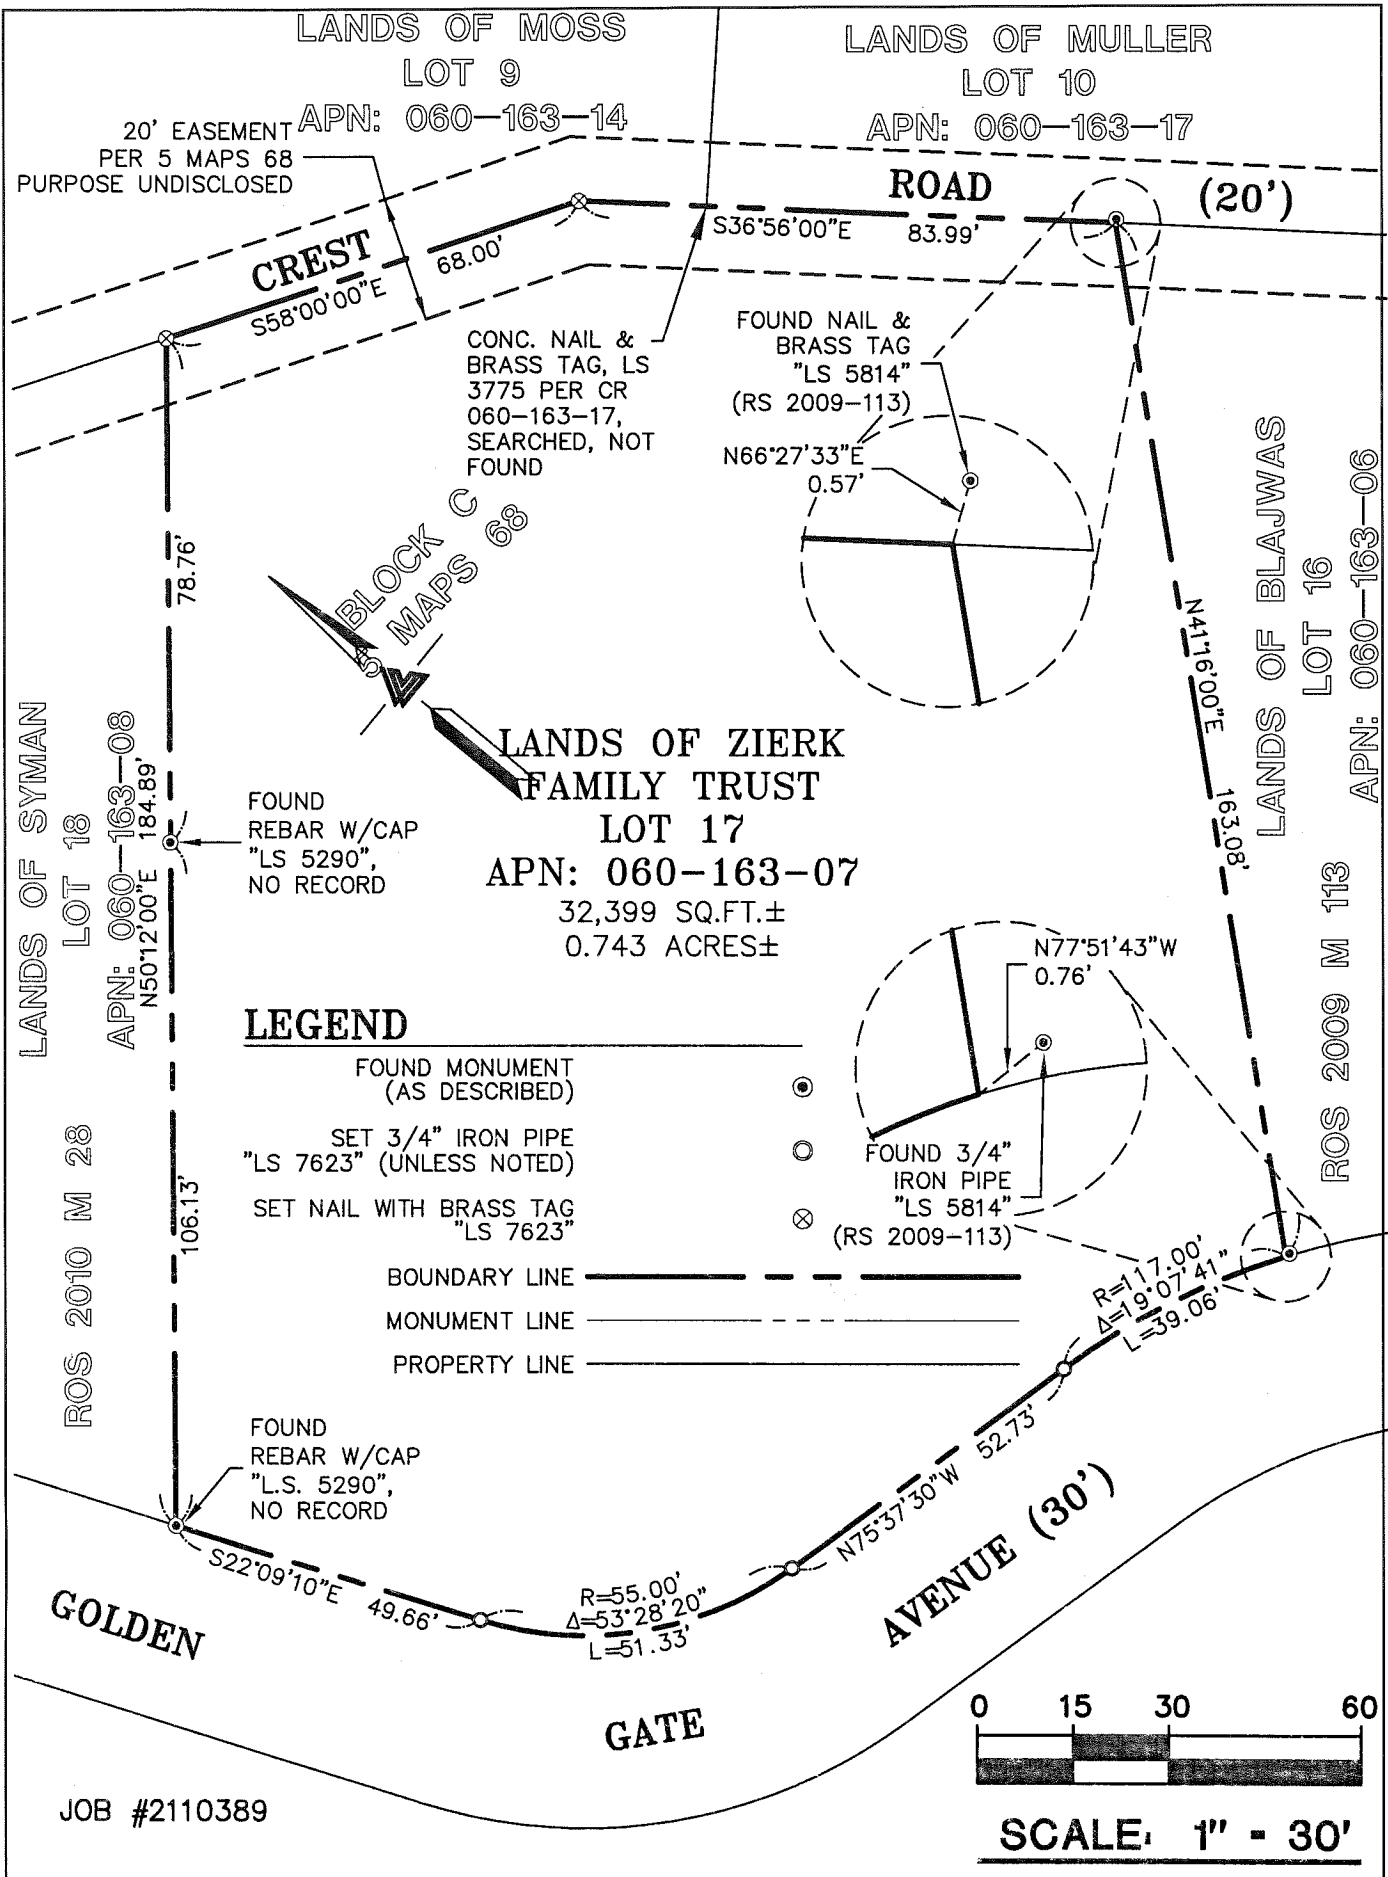 LANDS OF MOSS
LOT 9
APN: 060-163-14
LANDS OF MULLER
LOT 10
APN: 060-163-17
20' EASEMENT
PER 5 MAPS 68
PURPOSE UNDISCLOSED
CREST
ROAD
(20')
S58°00'00"E
68.00'
S36°56'00"E
83.99'
CONC. NAIL &
BRASS TAG, LS
3775 PER CR
060-163-17,
SEARCHED, NOT
FOUND
FOUND NAIL &
BRASS TAG
"LS 5814"
(RS 2009-113)
N66°27'33"E
0.57'
BLOCK C
5 MAPS 68
78.76'
N50°12'00"E 184.89'
106.13'
LANDS OF SYMAN
LOT 18
APN: 060-163-08
ROS 2010 M 28
FOUND
REBAR W/CAP
"LS 5290",
NO RECORD
LANDS OF ZIERK
FAMILY TRUST
LOT 17
APN: 060-163-07
32,399 SQ.FT.±
0.743 ACRES±
N41°16'00"E
163.08'
LANDS OF BLAJWAS
LOT 16
APN: 060-163-06
ROS 2009 M 113
N77°51'43"W
0.76'
LEGEND
FOUND MONUMENT
(AS DESCRIBED)
SET 3/4" IRON PIPE
"LS 7623" (UNLESS NOTED)
SET NAIL WITH BRASS TAG
"LS 7623"
BOUNDARY LINE
MONUMENT LINE
PROPERTY LINE
FOUND 3/4"
IRON PIPE
"LS 5814"
(RS 2009-113)
R=117.00'
Δ=19°07'41"
L=39.06'
FOUND
REBAR W/CAP
"L.S. 5290",
NO RECORD
S22°09'10"E
49.66'
R=55.00'
Δ=53°28'20"
L=51.33'
N75°37'30"W
52.73'
GOLDEN
GATE
AVENUE (30')
0 15 30 60
SCALE: 1" = 30'
JOB #2110389